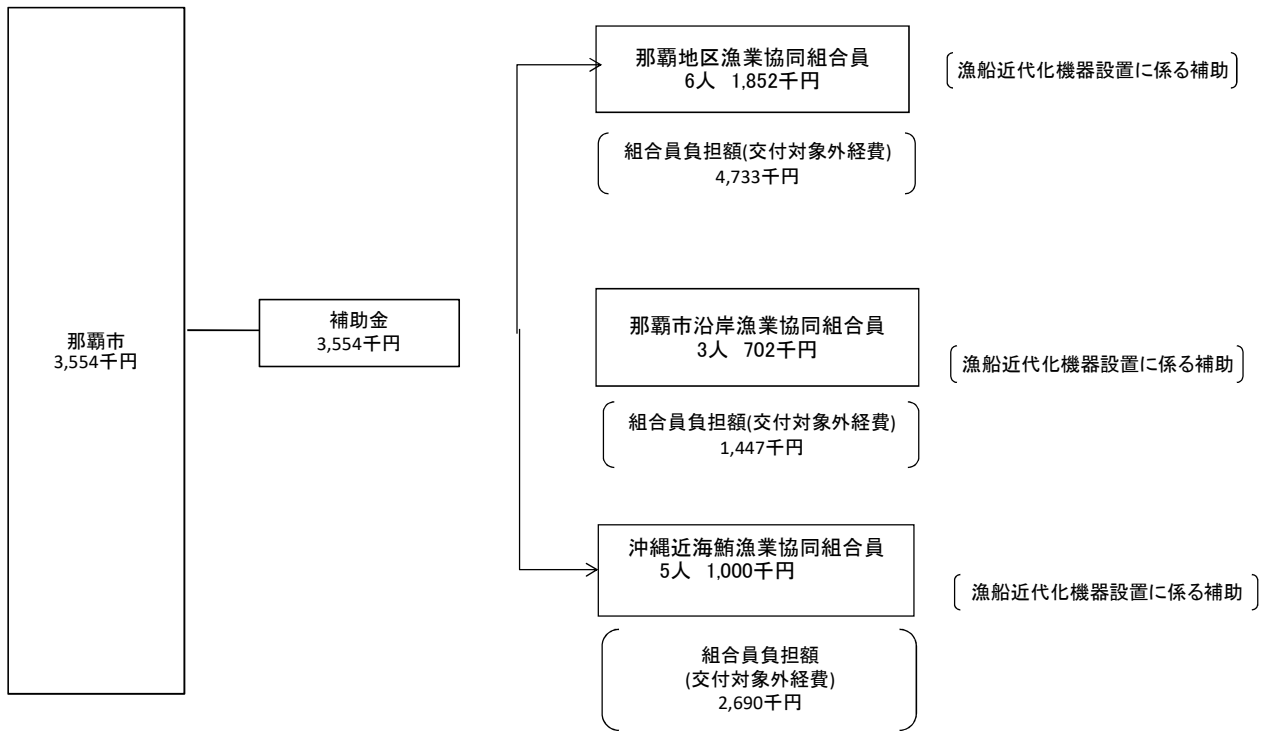 那覇市
3,554千円
補助金
3,554千円
那覇地区漁業協同組合員
6人 1,852千円
漁船近代化機器設置に係る補助
組合員負担額(交付対象外経費)
4,733千円
那覇市沿岸漁業協同組合員
3人 702千円
漁船近代化機器設置に係る補助
組合員負担額(交付対象外経費)
1,447千円
沖縄近海鮪漁業協同組合員
5人 1,000千円
漁船近代化機器設置に係る補助
組合員負担額
(交付対象外経費)
2,690千円